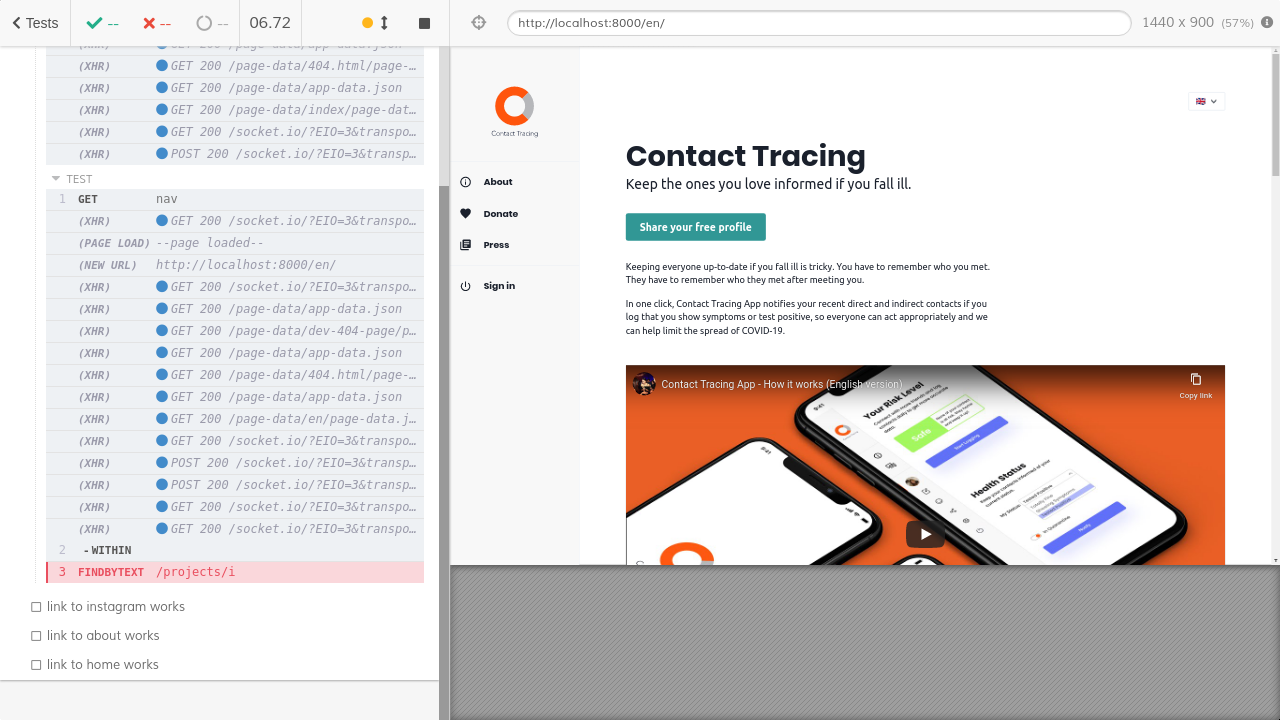 Tests
--
--
--
06.72
http://localhost:8000/en/
1440 x 900 (57%)
(XHR) GET 200 /page-data/404.html/page-…
(XHR) GET 200 /page-data/app-data.json
(XHR) GET 200 /page-data/index/page-dat…
(XHR) GET 200 /socket.io/?EIO=3&transpo…
(XHR) POST 200 /socket.io/?EIO=3&transp…
TEST
1 GET nav
(XHR) GET 200 /socket.io/?EIO=3&transpo…
(PAGE LOAD) --page loaded--
(NEW URL) http://localhost:8000/en/
(XHR) GET 200 /socket.io/?EIO=3&transpo…
(XHR) GET 200 /page-data/app-data.json
(XHR) GET 200 /page-data/dev-404-page/p…
(XHR) GET 200 /page-data/app-data.json
(XHR) GET 200 /page-data/404.html/page-…
(XHR) GET 200 /page-data/app-data.json
(XHR) GET 200 /page-data/en/page-data.j…
(XHR) GET 200 /socket.io/?EIO=3&transpo…
(XHR) POST 200 /socket.io/?EIO=3&transp…
(XHR) POST 200 /socket.io/?EIO=3&transp…
(XHR) GET 200 /socket.io/?EIO=3&transpo…
(XHR) GET 200 /socket.io/?EIO=3&transpo…
2 -WITHIN
3 FINDBYTEXT /projects/i
link to instagram works
link to about works
link to home works
Contact Tracing
About
Donate
Press
Sign in
Contact Tracing
Keep the ones you love informed if you fall ill.
Share your free profile
Keeping everyone up-to-date if you fall ill is tricky. You have to remember who you met.
They have to remember who they met after meeting you.
In one click, Contact Tracing App notifies your recent direct and indirect contacts if you
log that you show symptoms or test positive, so everyone can act appropriately and we
can help limit the spread of COVID-19.
Contact Tracing App - How it works (English version)
Copy link
Your Risk Level
Safe
Health Status
Notify